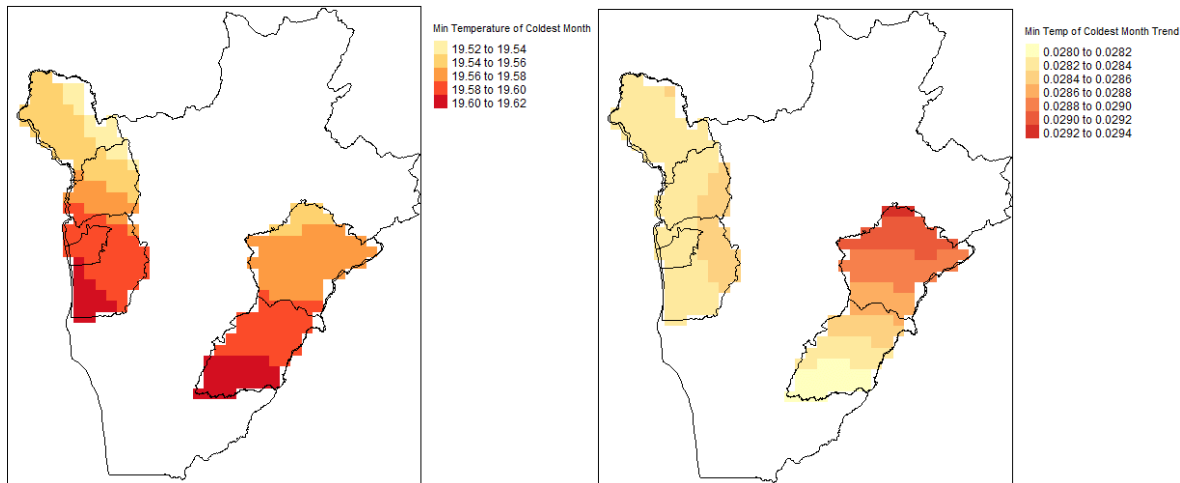 Min Temperature of Coldest Month
19.52 to 19.54
19.54 to 19.56
19.56 to 19.58
19.58 to 19.60
19.60 to 19.62
Min Temp of Coldest Month Trend
0.0280 to 0.0282
0.0282 to 0.0284
0.0284 to 0.0286
0.0286 to 0.0288
0.0288 to 0.0290
0.0290 to 0.0292
0.0292 to 0.0294